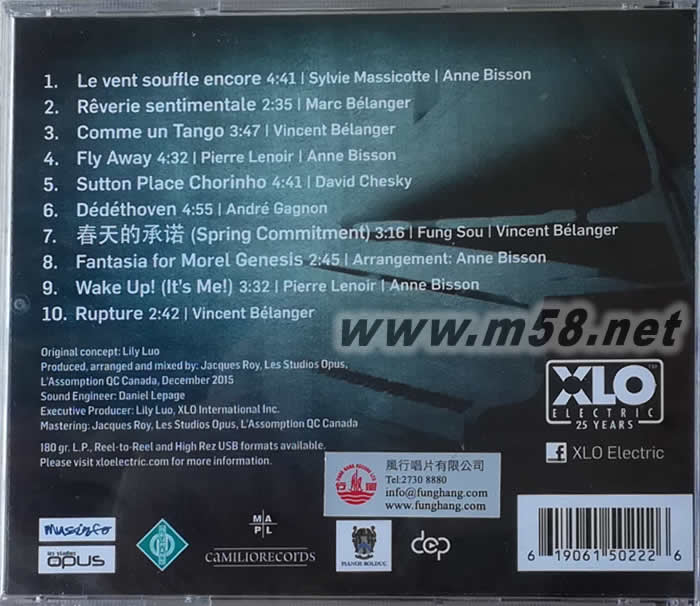 1. Le vent souffle encore 4:41 | Sylvie Massicotte | Anne Bisson
2. Rêverie sentimentale 2:35 | Marc Bélanger
3. Comme un Tango 3:47 | Vincent Bélanger
4. Fly Away 4:32 | Pierre Lenoir | Anne Bisson
5. Sutton Place Chorinho 4:41 | David Chesky
6. Dédéthoven 4:55 | André Gagnon
7. 春天的承诺 (Spring Commitment) 3:16 | Fung Sou | Vincent Bélanger
8. Fantasia for Morel Genesis 2:45 | Arrangement: Anne Bisson
9. Wake Up! (It's Me!) 3:32 | Pierre Lenoir | Anne Bisson
10. Rupture 2:42 | Vincent Bélanger
www.m58.net
Original concept: Lily Luo
Produced, arranged and mixed by: Jacques Roy, Les Studios Opus,
L'Assomption QC Canada, December 2015
Sound Engineer: Daniel Lepage
Executive Producer: Lily Luo, XLO International Inc.
Mastering: Jacques Roy, Les Studios Opus, L'Assomption QC Canada
180 gr. L.P., Reel-to-Reel and High Rez USB formats available.
Please visit xloelectric.com for more information.
XLO
ELECTRIC
25 YEARS
XLO Electric
風行唱片有限公司
Tel:2730 8880
info@funghang.com
www.funghang.com
musinfo
les studios
opus
M A
P L
CAMILIORECORDS
PIANOS BOLDUC
dep
6 19061 50222 6